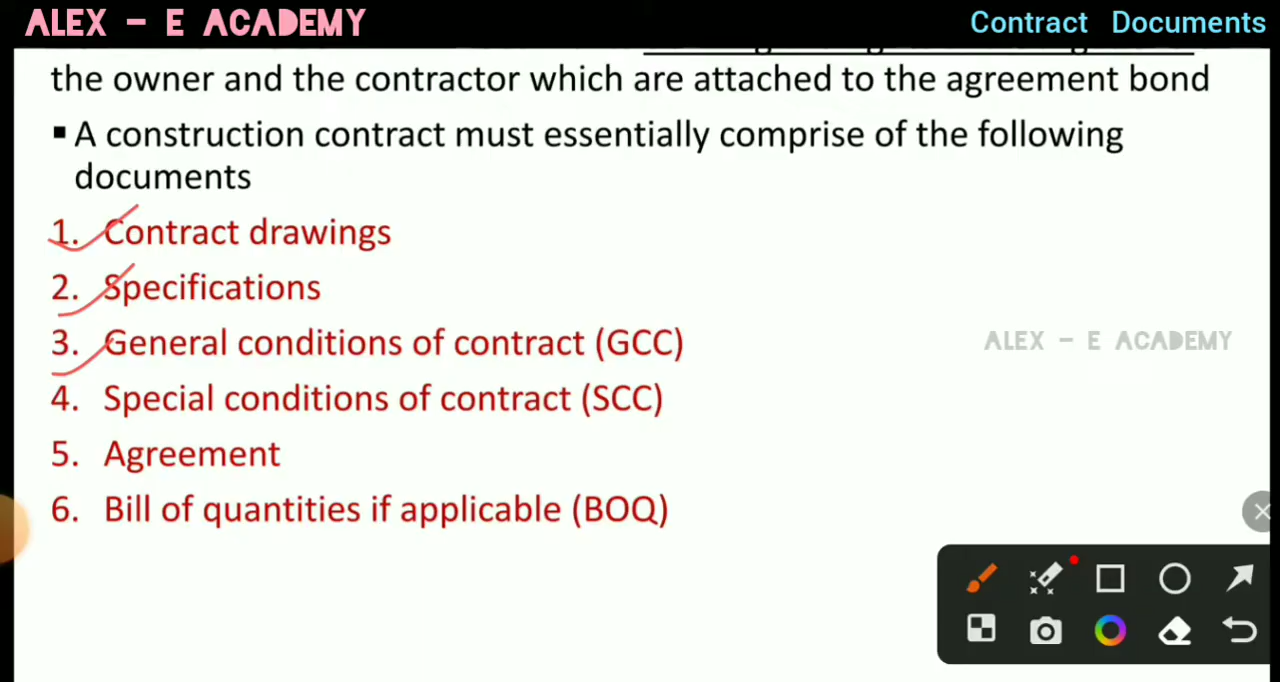 ALEX - E ACADEMY
Contract Documents
the owner and the contractor which are attached to the agreement bond
▪ A construction contract must essentially comprise of the following
documents
1. Contract drawings
2. Specifications
3. General conditions of contract (GCC)
ALEX - E ACADEMY
4. Special conditions of contract (SCC)
5. Agreement
6. Bill of quantities if applicable (BOQ)